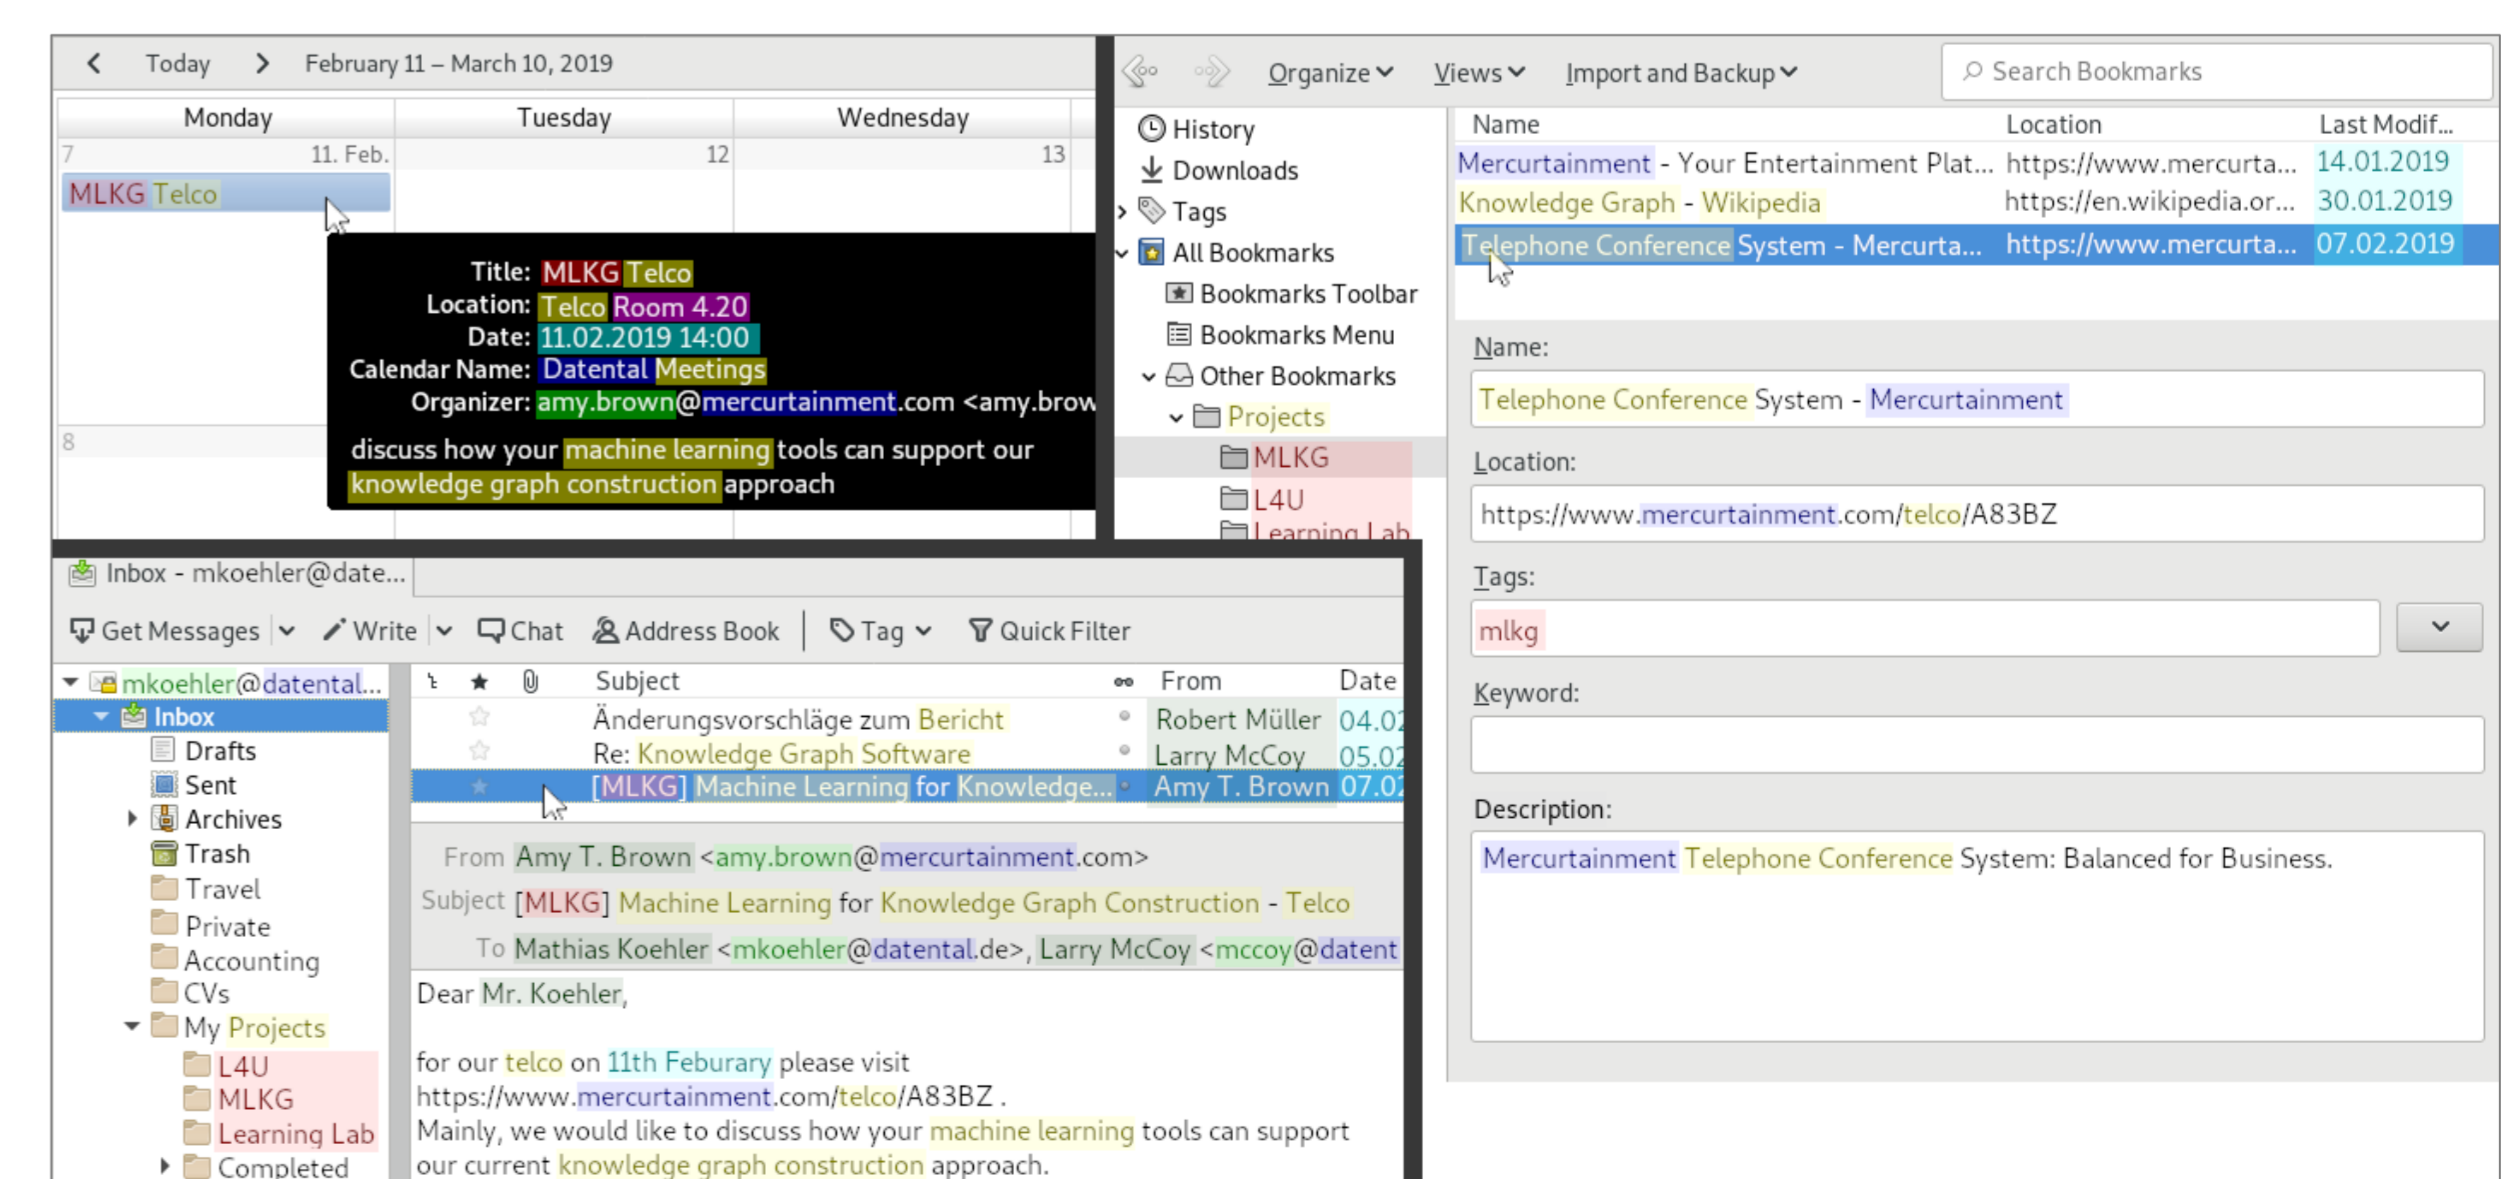 Today February 11 – March 10, 2019
Monday Tuesday Wednesday
7 11. Feb. 12 13
MLKG Telco
Title: MLKG Telco
Location: Telco Room 4.20
Date: 11.02.2019 14:00
Calendar Name: Datental Meetings
Organizer: amy.brown@mercurtainment.com <amy.brow
8
discuss how your machine learning tools can support our
knowledge graph construction approach
Organize Views Import and Backup Search Bookmarks
History
Downloads
Tags
All Bookmarks
Bookmarks Toolbar
Bookmarks Menu
Other Bookmarks
Projects
MLKG
L4U
Learning Lab
Name Location Last Modif...
Mercurtainment - Your Entertainment Plat... https://www.mercurta... 14.01.2019
Knowledge Graph - Wikipedia https://en.wikipedia.or... 30.01.2019
Telephone Conference System - Mercurta... https://www.mercurta... 07.02.2019
Name:
Telephone Conference System - Mercurtainment
Location:
https://www.mercurtainment.com/telco/A83BZ
Tags:
mlkg
Keyword:
Description:
Mercurtainment Telephone Conference System: Balanced for Business.
Inbox - mkoehler@date...
Get Messages Write Chat Address Book Tag Quick Filter
mkoehler@datental...
Inbox
Drafts
Sent
Archives
Trash
Travel
Private
Accounting
CVs
My Projects
L4U
MLKG
Learning Lab
Completed
Subject From Date
Änderungsvorschläge zum Bericht Robert Müller 04.02
Re: Knowledge Graph Software Larry McCoy 05.02
[MLKG] Machine Learning for Knowledge... Amy T. Brown 07.02
From Amy T. Brown <amy.brown@mercurtainment.com>
Subject [MLKG] Machine Learning for Knowledge Graph Construction - Telco
To Mathias Koehler <mkoehler@datental.de>, Larry McCoy <mccoy@datent
Dear Mr. Koehler,
for our telco on 11th Feburary please visit
https://www.mercurtainment.com/telco/A83BZ .
Mainly, we would like to discuss how your machine learning tools can support
our current knowledge graph construction approach.